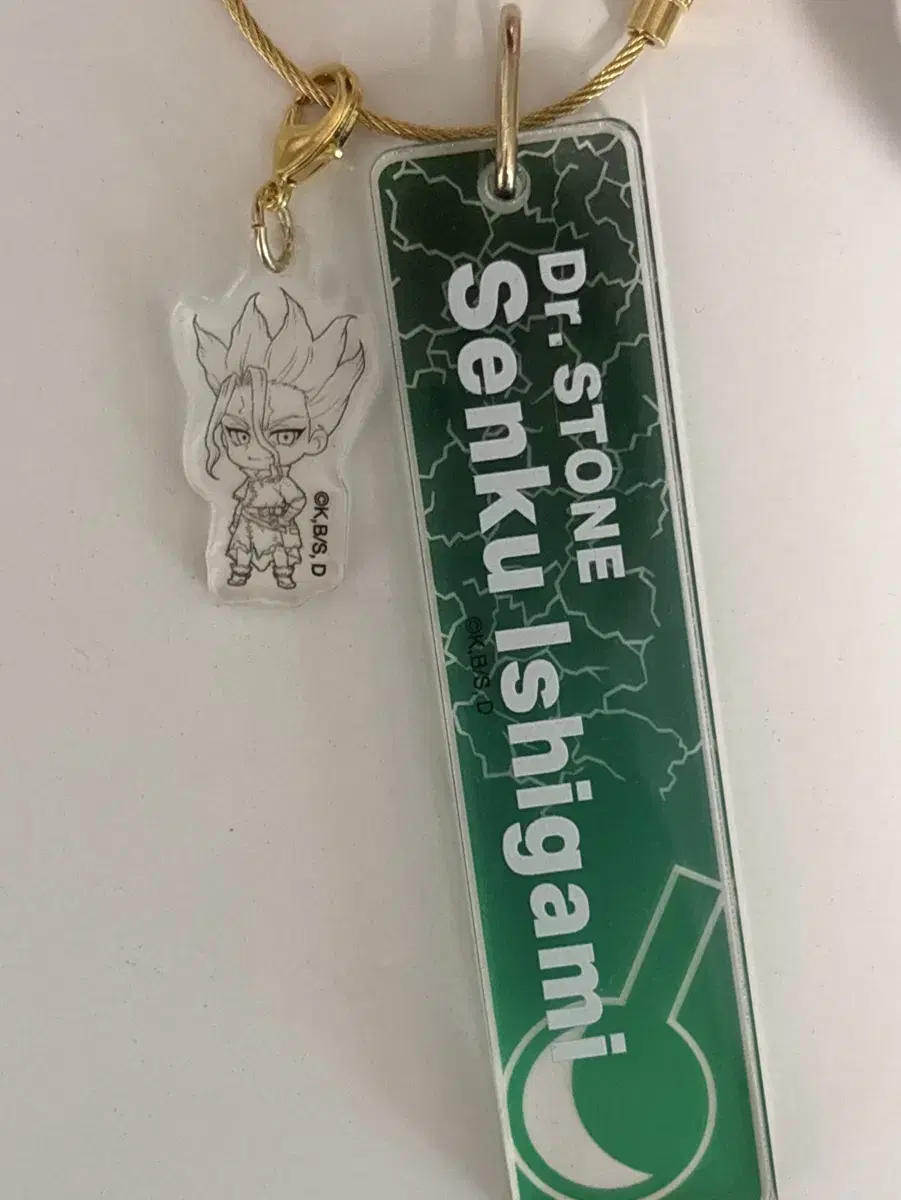 Dr. STONE
Senku Ishigami
©K,B/S, D
©K,B/S, D